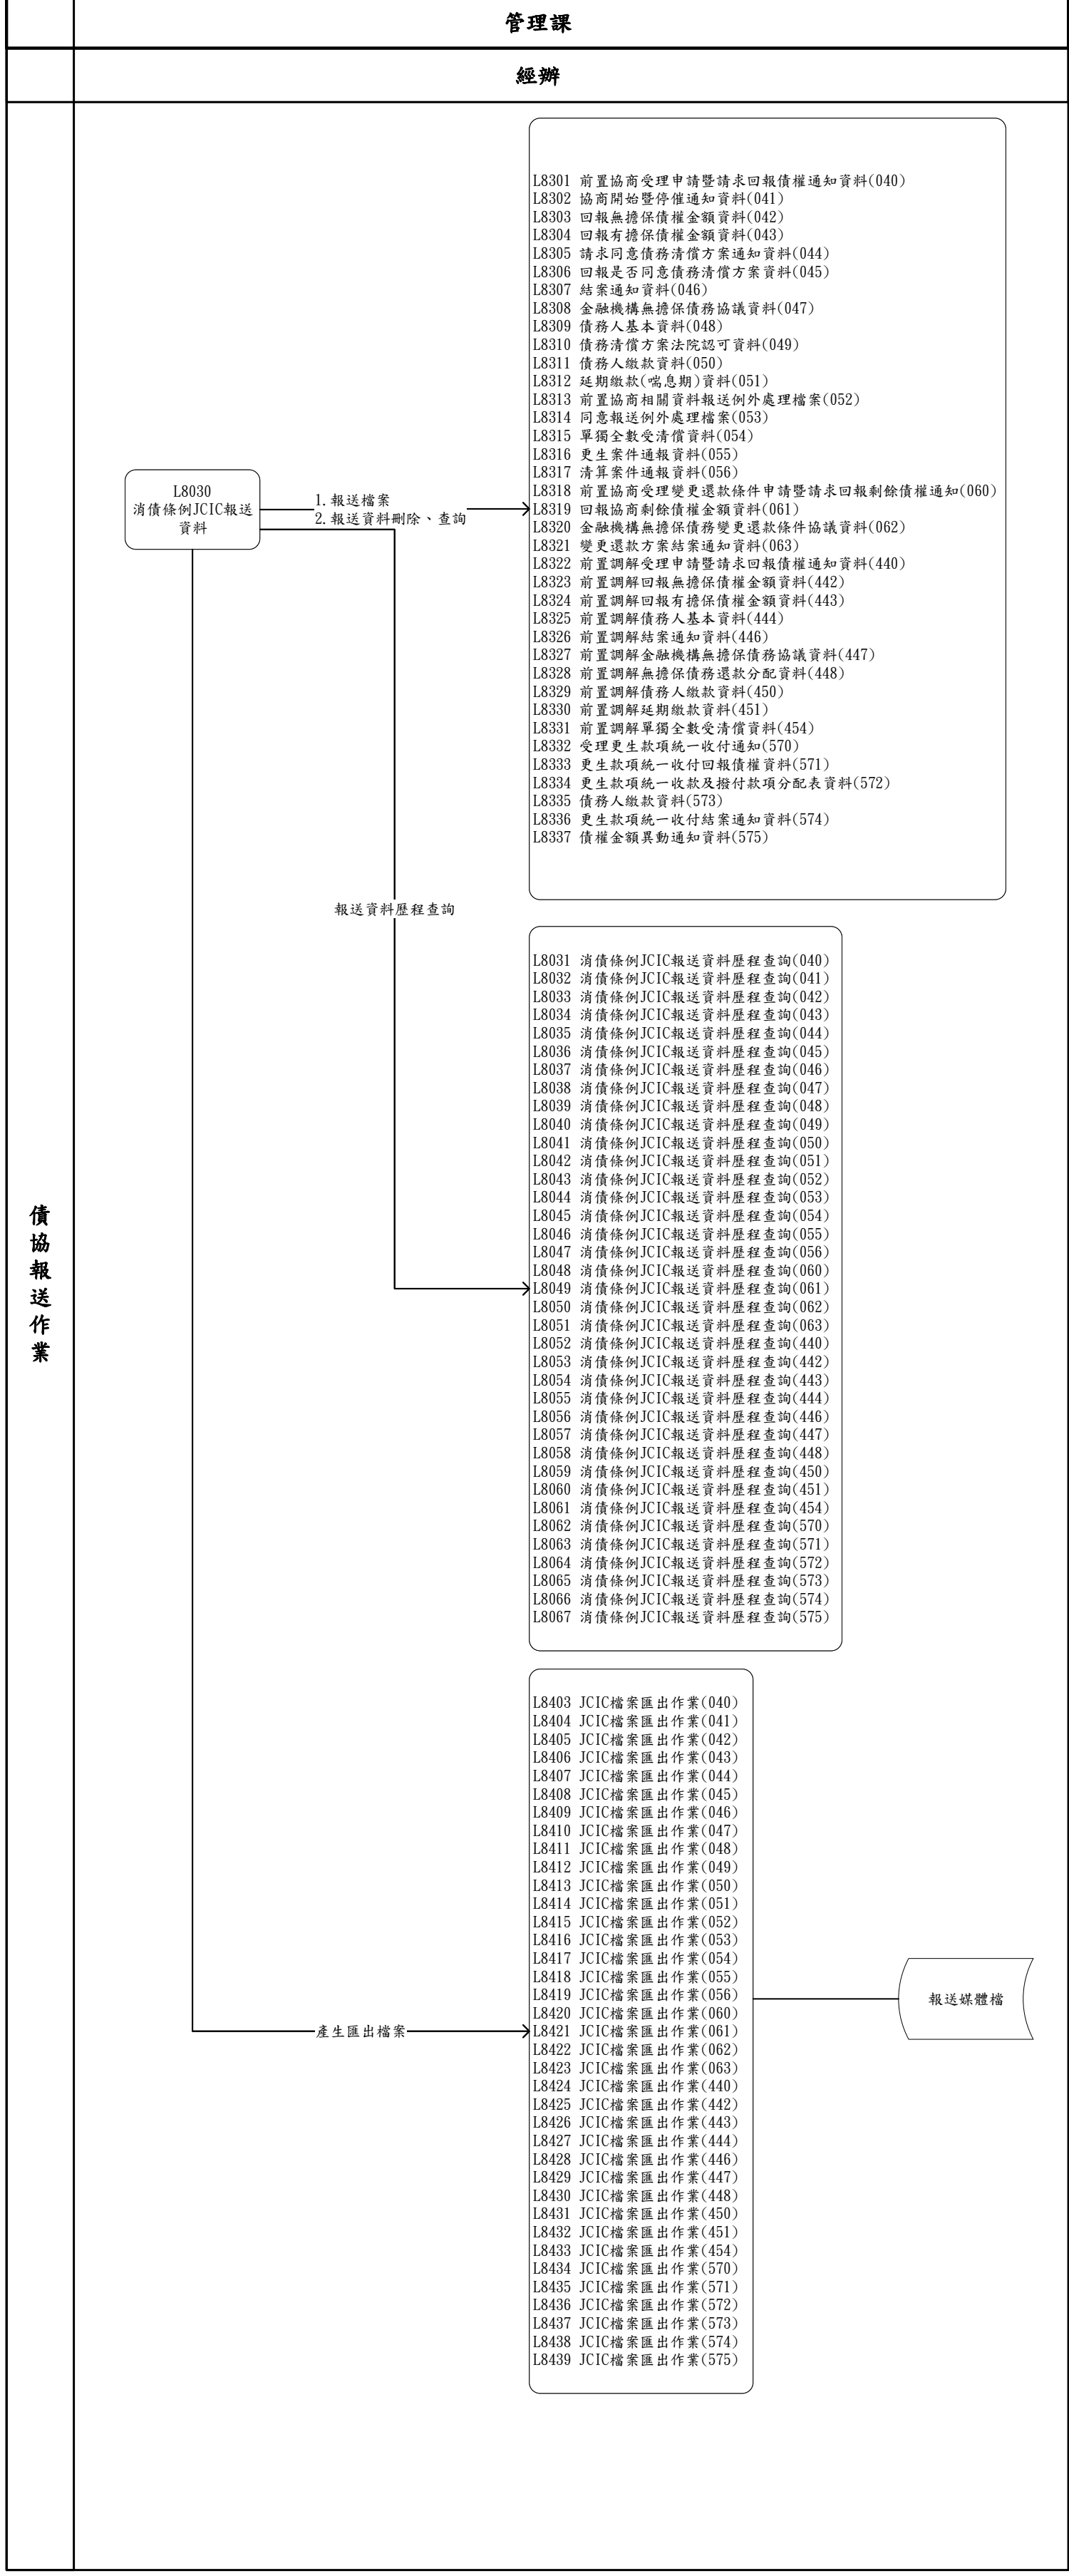 管理課
經辦
債協報送作業
L8030
消債條例JCIC報送
資料
1.報送檔案
2.報送資料刪除、查詢
L8301 前置協商受理申請暨請求回報債權通知資料(040)
L8302 協商開始暨停催通知資料(041)
L8303 回報無擔保債權金額資料(042)
L8304 回報有擔保債權金額資料(043)
L8305 請求同意債務清償方案通知資料(044)
L8306 回報是否同意債務清償方案資料(045)
L8307 結案通知資料(046)
L8308 金融機構無擔保債務協議資料(047)
L8309 債務人基本資料(048)
L8310 債務清償方案法院認可資料(049)
L8311 債務人繳款資料(050)
L8312 延期繳款(喘息期)資料(051)
L8313 前置協商相關資料報送例外處理檔案(052)
L8314 同意報送例外處理檔案(053)
L8315 單獨全數受清償資料(054)
L8316 更生案件通報資料(055)
L8317 清算案件通報資料(056)
L8318 前置協商受理變更還款條件申請暨請求回報剩餘債權通知(060)
L8319 回報協商剩餘債權金額資料(061)
L8320 金融機構無擔保債務變更還款條件協議資料(062)
L8321 變更還款方案結案通知資料(063)
L8322 前置調解受理申請暨請求回報債權通知資料(440)
L8323 前置調解回報無擔保債權金額資料(442)
L8324 前置調解回報有擔保債權金額資料(443)
L8325 前置調解債務人基本資料(444)
L8326 前置調解結案通知資料(446)
L8327 前置調解金融機構無擔保債務協議資料(447)
L8328 前置調解無擔保債務還款分配資料(448)
L8329 前置調解債務人繳款資料(450)
L8330 前置調解延期繳款資料(451)
L8331 前置調解單獨全數受清償資料(454)
L8332 受理更生款項統一收付通知(570)
L8333 更生款項統一收付回報債權資料(571)
L8334 更生款項統一收款及撥付款項分配表資料(572)
L8335 債務人繳款資料(573)
L8336 更生款項統一收付結案通知資料(574)
L8337 債權金額異動通知資料(575)
報送資料歷程查詢
L8031 消債條例JCIC報送資料歷程查詢(040)
L8032 消債條例JCIC報送資料歷程查詢(041)
L8033 消債條例JCIC報送資料歷程查詢(042)
L8034 消債條例JCIC報送資料歷程查詢(043)
L8035 消債條例JCIC報送資料歷程查詢(044)
L8036 消債條例JCIC報送資料歷程查詢(045)
L8037 消債條例JCIC報送資料歷程查詢(046)
L8038 消債條例JCIC報送資料歷程查詢(047)
L8039 消債條例JCIC報送資料歷程查詢(048)
L8040 消債條例JCIC報送資料歷程查詢(049)
L8041 消債條例JCIC報送資料歷程查詢(050)
L8042 消債條例JCIC報送資料歷程查詢(051)
L8043 消債條例JCIC報送資料歷程查詢(052)
L8044 消債條例JCIC報送資料歷程查詢(053)
L8045 消債條例JCIC報送資料歷程查詢(054)
L8046 消債條例JCIC報送資料歷程查詢(055)
L8047 消債條例JCIC報送資料歷程查詢(056)
L8048 消債條例JCIC報送資料歷程查詢(060)
L8049 消債條例JCIC報送資料歷程查詢(061)
L8050 消債條例JCIC報送資料歷程查詢(062)
L8051 消債條例JCIC報送資料歷程查詢(063)
L8052 消債條例JCIC報送資料歷程查詢(440)
L8053 消債條例JCIC報送資料歷程查詢(442)
L8054 消債條例JCIC報送資料歷程查詢(443)
L8055 消債條例JCIC報送資料歷程查詢(444)
L8056 消債條例JCIC報送資料歷程查詢(446)
L8057 消債條例JCIC報送資料歷程查詢(447)
L8058 消債條例JCIC報送資料歷程查詢(448)
L8059 消債條例JCIC報送資料歷程查詢(450)
L8060 消債條例JCIC報送資料歷程查詢(451)
L8061 消債條例JCIC報送資料歷程查詢(454)
L8062 消債條例JCIC報送資料歷程查詢(570)
L8063 消債條例JCIC報送資料歷程查詢(571)
L8064 消債條例JCIC報送資料歷程查詢(572)
L8065 消債條例JCIC報送資料歷程查詢(573)
L8066 消債條例JCIC報送資料歷程查詢(574)
L8067 消債條例JCIC報送資料歷程查詢(575)
產生匯出檔案
L8403 JCIC檔案匯出作業(040)
L8404 JCIC檔案匯出作業(041)
L8405 JCIC檔案匯出作業(042)
L8406 JCIC檔案匯出作業(043)
L8407 JCIC檔案匯出作業(044)
L8408 JCIC檔案匯出作業(045)
L8409 JCIC檔案匯出作業(046)
L8410 JCIC檔案匯出作業(047)
L8411 JCIC檔案匯出作業(048)
L8412 JCIC檔案匯出作業(049)
L8413 JCIC檔案匯出作業(050)
L8414 JCIC檔案匯出作業(051)
L8415 JCIC檔案匯出作業(052)
L8416 JCIC檔案匯出作業(053)
L8417 JCIC檔案匯出作業(054)
L8418 JCIC檔案匯出作業(055)
L8419 JCIC檔案匯出作業(056)
L8420 JCIC檔案匯出作業(060)
L8421 JCIC檔案匯出作業(061)
L8422 JCIC檔案匯出作業(062)
L8423 JCIC檔案匯出作業(063)
L8424 JCIC檔案匯出作業(440)
L8425 JCIC檔案匯出作業(442)
L8426 JCIC檔案匯出作業(443)
L8427 JCIC檔案匯出作業(444)
L8428 JCIC檔案匯出作業(446)
L8429 JCIC檔案匯出作業(447)
L8430 JCIC檔案匯出作業(448)
L8431 JCIC檔案匯出作業(450)
L8432 JCIC檔案匯出作業(451)
L8433 JCIC檔案匯出作業(454)
L8434 JCIC檔案匯出作業(570)
L8435 JCIC檔案匯出作業(571)
L8436 JCIC檔案匯出作業(572)
L8437 JCIC檔案匯出作業(573)
L8438 JCIC檔案匯出作業(574)
L8439 JCIC檔案匯出作業(575)
報送媒體檔